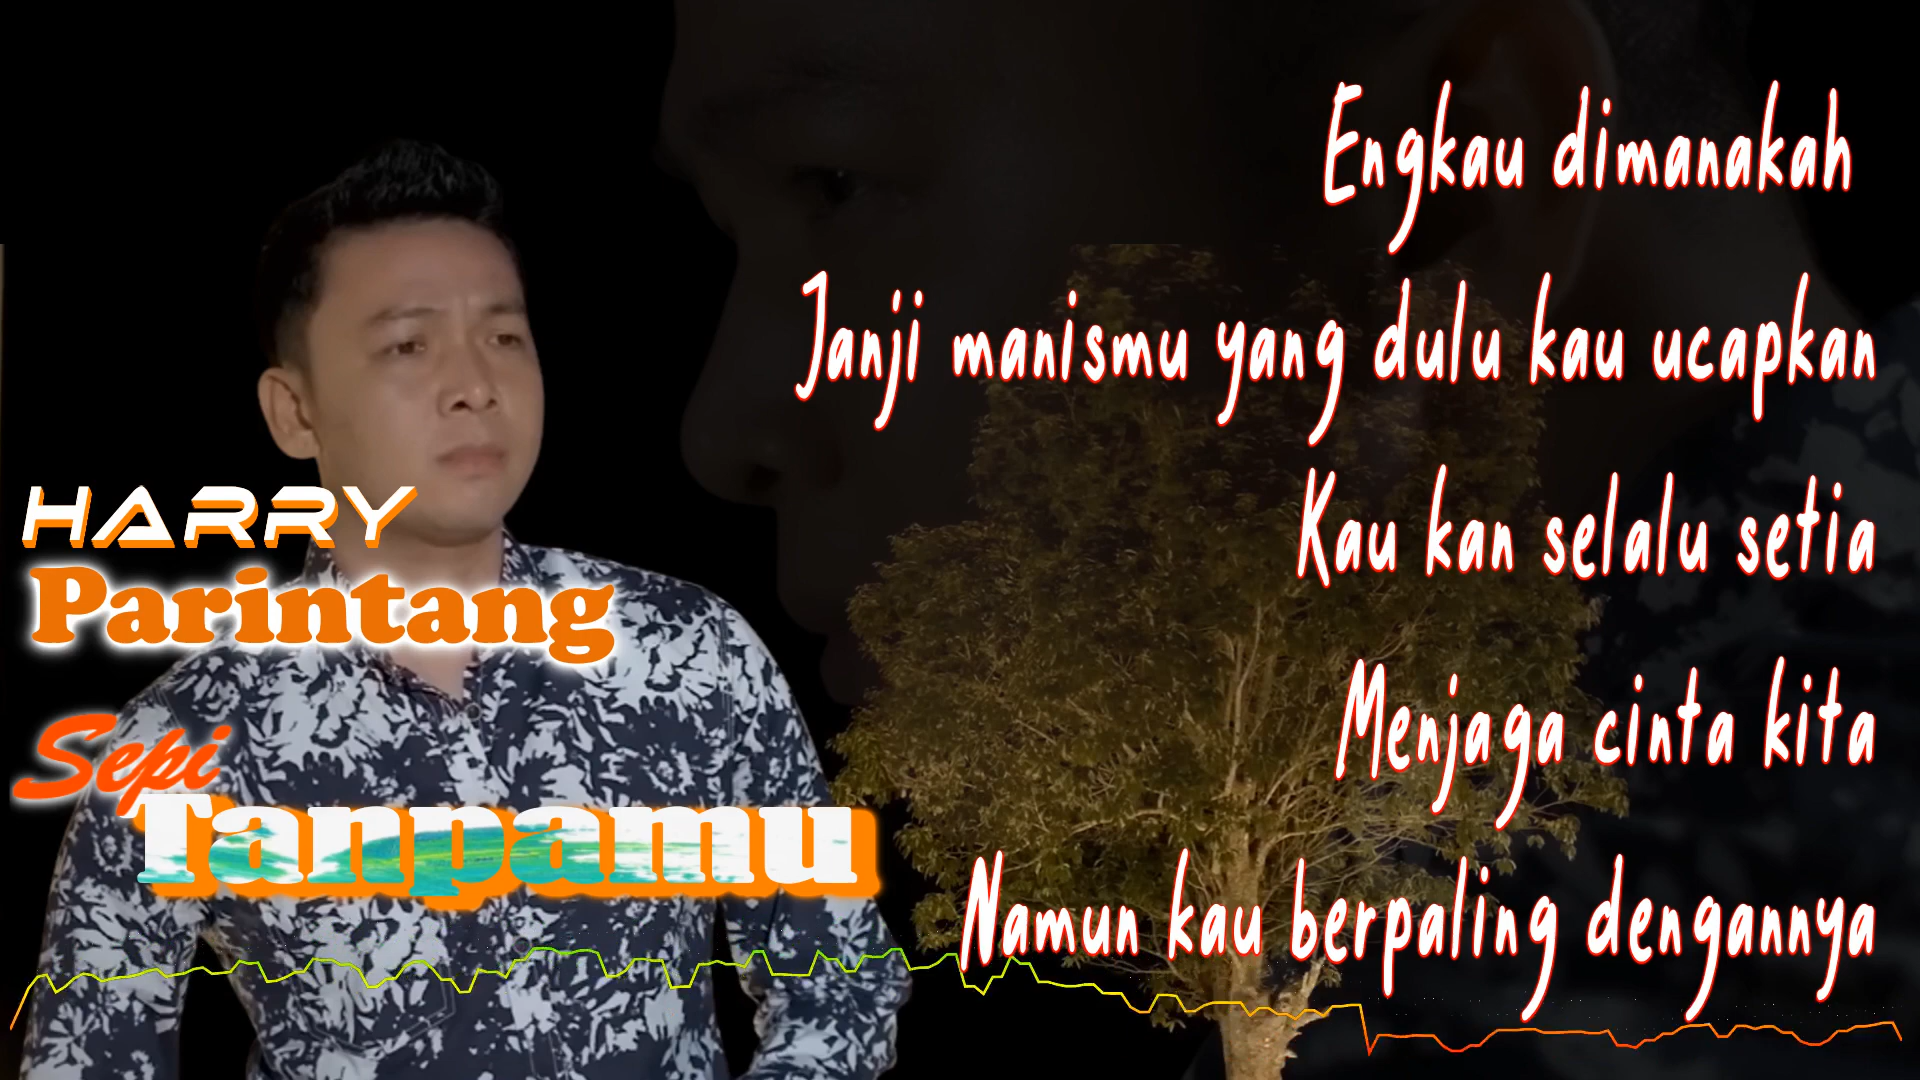 HARRY
Parintang
Sepi
Tanpamu
Engkau dimanakah
Janji manismu yang dulu kau ucapkan
Kau kan selalu setia
Menjaga cinta kita
Namun kau berpaling dengannya